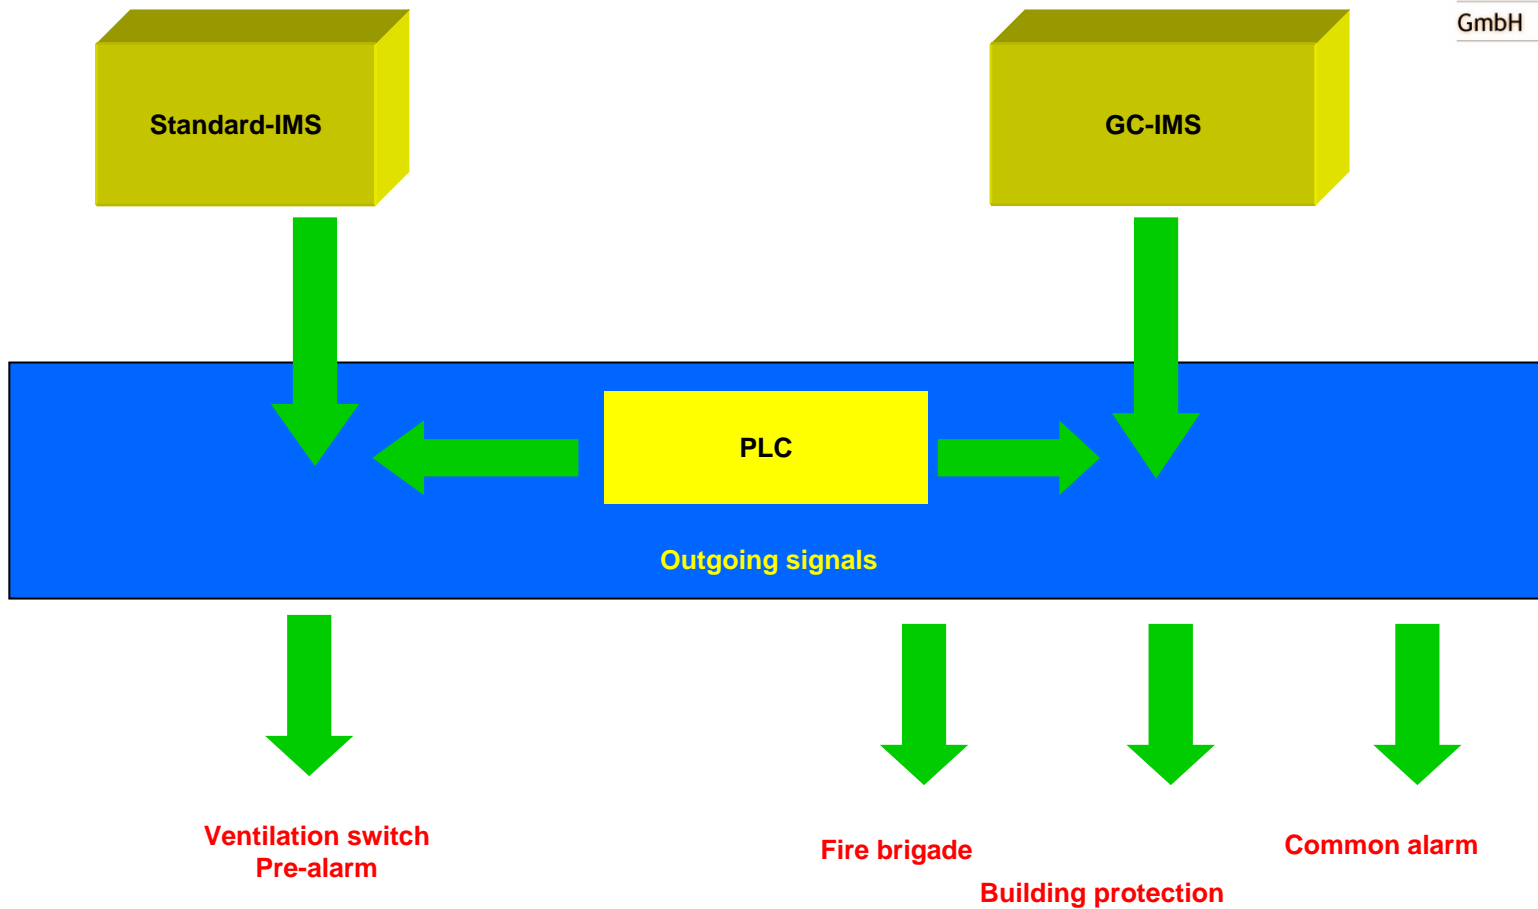 GmbH
Standard-IMS
GC-IMS
PLC
Outgoing signals
Ventilation switch
Pre-alarm
Fire brigade
Common alarm
Building protection